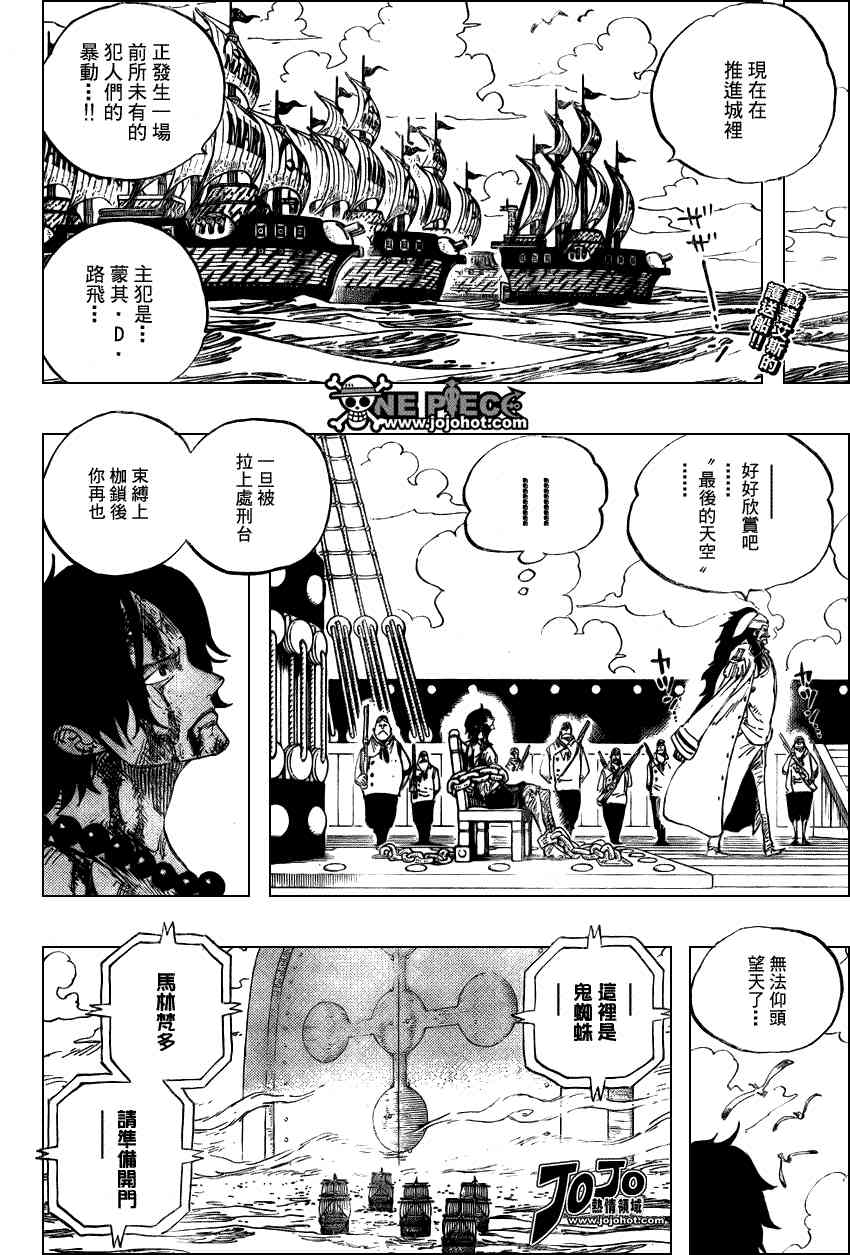 現在在
推進城裡
正發生一場
前所未有的
犯人們的
暴動…!!
主犯是…
蒙其．D．
路飛…
載著艾斯的
護送船!!
MARINE
ONE PIECE
www.jojohot.com
——
好好欣賞吧
……
〝最後的天空〞
……
…………
…………
一旦被
拉上處刑台
束縛上
枷鎖後
你再也
無法仰頭
望天了…
這裡是
鬼蜘蛛
——
馬林梵多
——
請準備開門
——
JOJO
熱情領域
www.jojohot.com